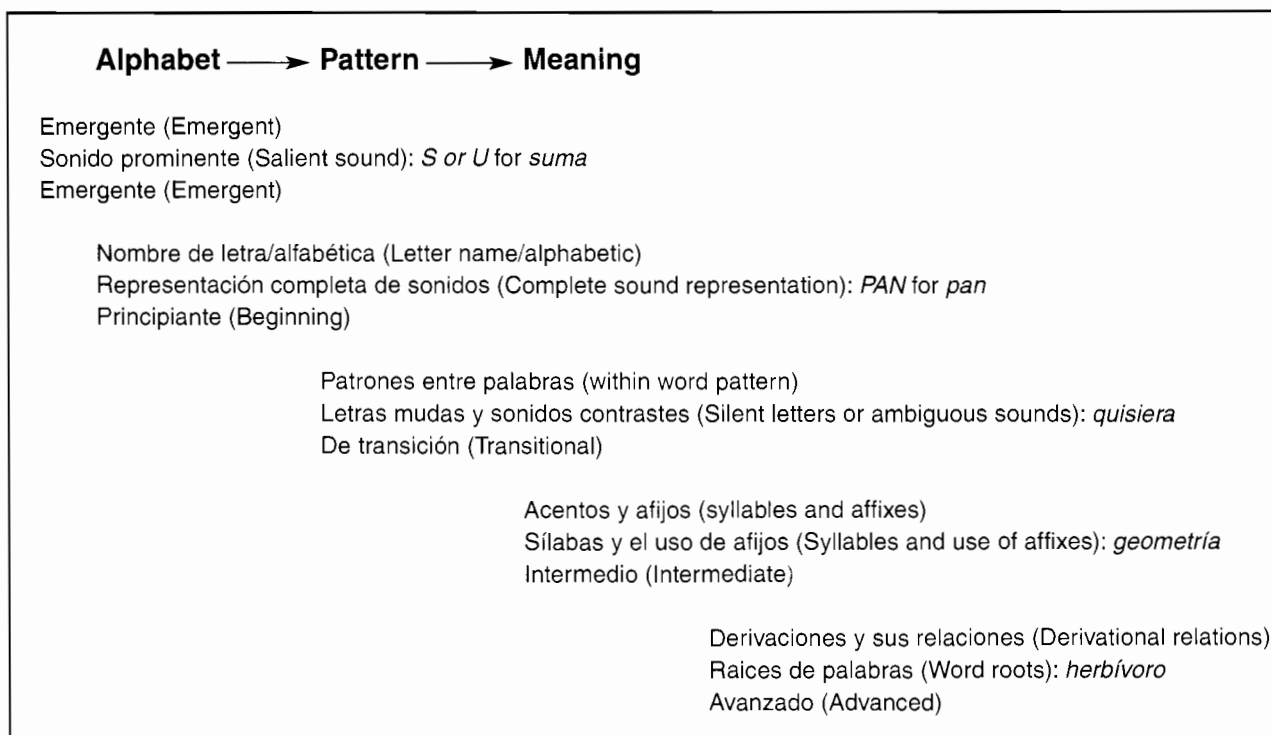 Alphabet → Pattern → Meaning
Emergente (Emergent)
Sonido prominente (Salient sound): S or U for suma
Emergente (Emergent)
Nombre de letra/alfabética (Letter name/alphabetic)
Representación completa de sonidos (Complete sound representation): PAN for pan
Principiante (Beginning)
Patrones entre palabras (within word pattern)
Letras mudas y sonidos contrastes (Silent letters or ambiguous sounds): quisiera
De transición (Transitional)
Acentos y afijos (syllables and affixes)
Sílabas y el uso de afijos (Syllables and use of affixes): geometría
Intermedio (Intermediate)
Derivaciones y sus relaciones (Derivational relations)
Raices de palabras (Word roots): herbívoro
Avanzado (Advanced)